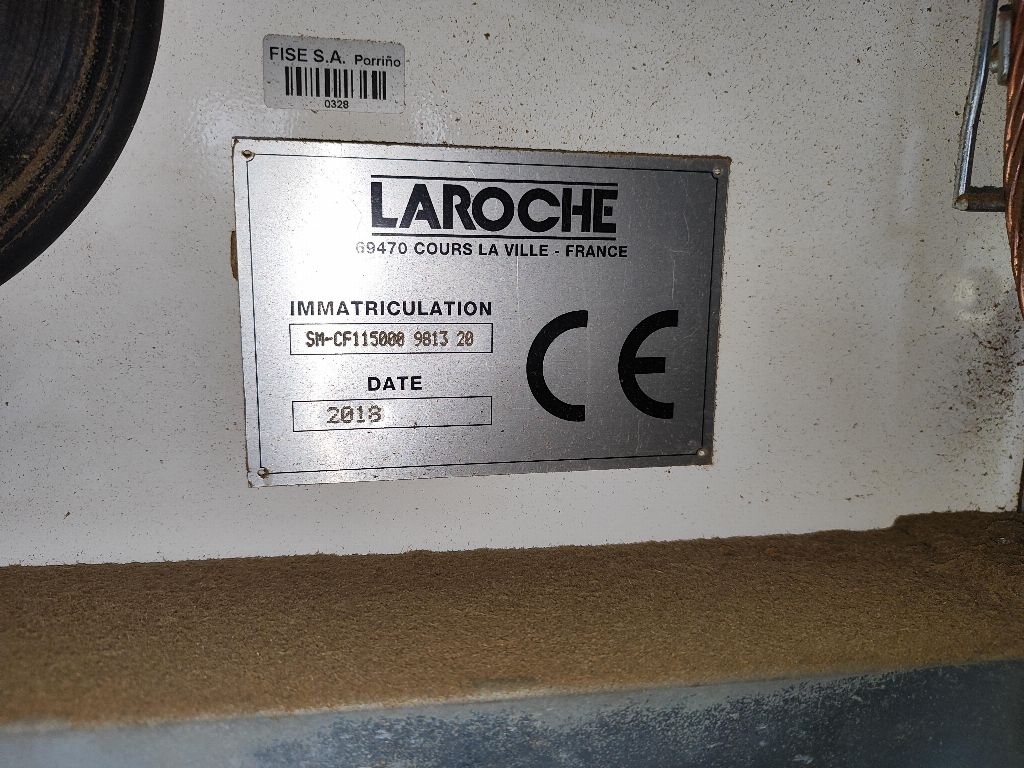 FISE S.A. Porriño
0328
LAROCHE
69470 COURS LA VILLE - FRANCE
IMMATRICULATION
SM-CF115000 9813 20
DATE
2018
CE